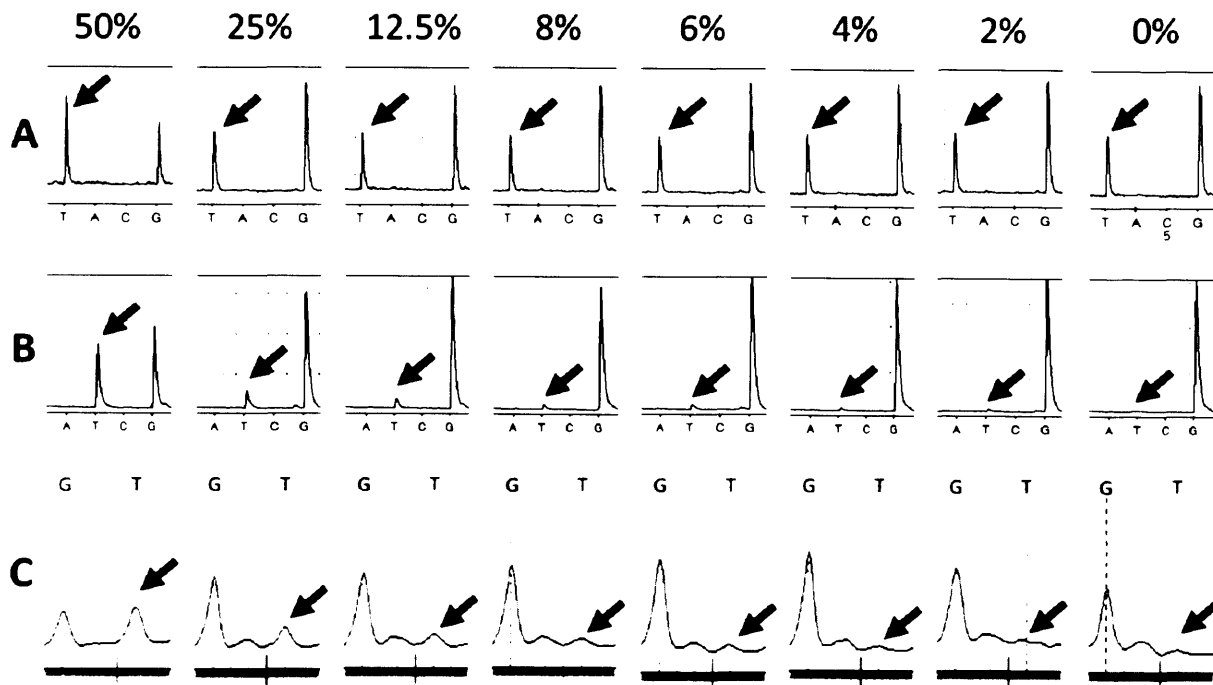 50% 25% 12.5% 8% 6% 4% 2% 0%
A
T A C G T A C G T A C G T A C G T A C G T A C G T A C G T A C G
5
B
A T C G A T C G A T C G A T C G A T C G A T C G A T C G A T C G
G T G T G T G T G T G T G T G T
C